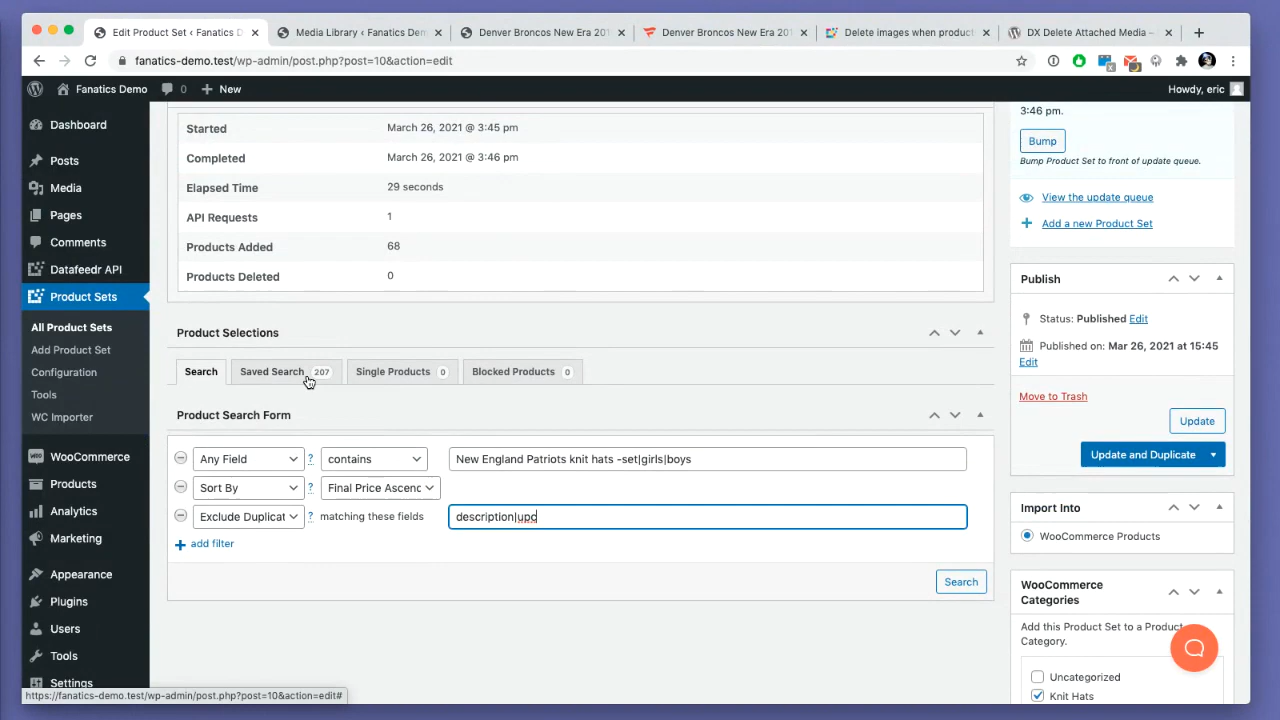 Edit Product Set ‹ Fanatics D
Media Library ‹ Fanatics Dem
Denver Broncos New Era 201
Denver Broncos New Era 201
Delete images when product
DX Delete Attached Media –
fanatics-demo.test/wp-admin/post.php?post=10&action=edit
Fanatics Demo
0
New
Howdy, eric
Dashboard
Posts
Media
Pages
Comments
Datafeedr API
Product Sets
All Product Sets
Add Product Set
Configuration
Tools
WC Importer
WooCommerce
Products
Analytics
Marketing
Appearance
Plugins
Users
Tools
Settings
Started March 26, 2021 @ 3:45 pm
Completed March 26, 2021 @ 3:46 pm
Elapsed Time 29 seconds
API Requests 1
Products Added 68
Products Deleted 0
Product Selections
Search Saved Search 207 Single Products 0 Blocked Products 0
Product Search Form
Any Field ? contains New England Patriots knit hats -set|girls|boys
Sort By ? Final Price Ascenc
Exclude Duplicat ? matching these fields description|upc
add filter
Search
3:46 pm.
Bump
Bump Product Set to front of update queue.
View the update queue
Add a new Product Set
Publish
Status: Published Edit
Published on: Mar 26, 2021 at 15:45
Edit
Move to Trash
Update
Update and Duplicate
Import Into
WooCommerce Products
WooCommerce
Categories
Add this Product Set to a Product
Category.
Uncategorized
Knit Hats
https://fanatics-demo.test/wp-admin/post.php?post=10&action=edit#